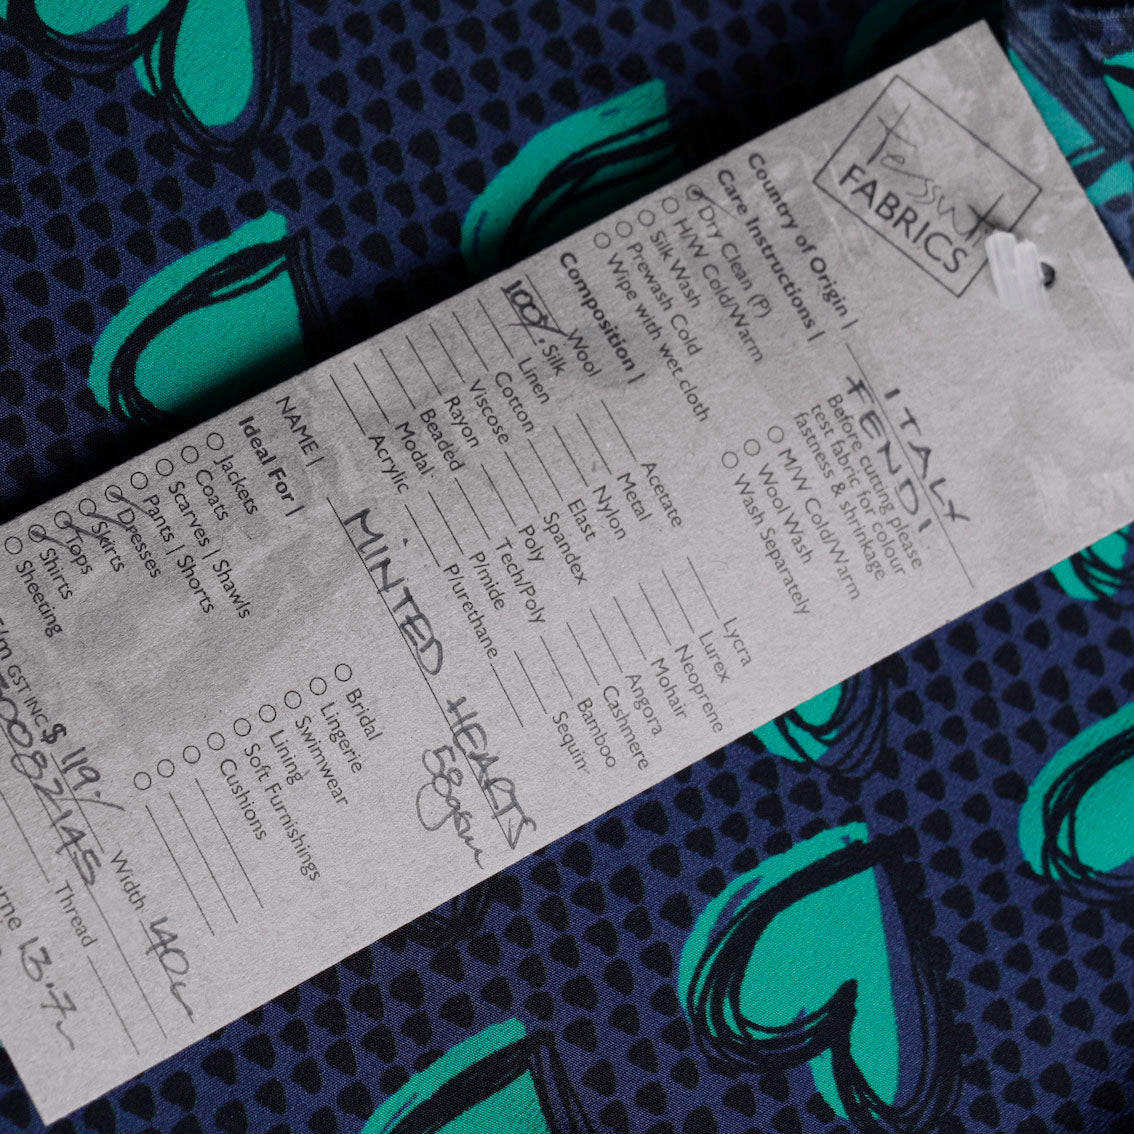 Tessuti
FABRICS
Country of Origin | ITALY
FENDI
Care Instructions |
Before cutting please
test fabric for colour
fastness & shrinkage
Dry Clean (P)
H/W Cold/Warm
Silk Wash
Prewash Cold
Wipe with wet cloth
M/W Cold/Warm
Wool Wash
Wash Separately
Composition |
Wool
100% Silk
Linen
Cotton
Viscose
Rayon
Beaded
Modal
Acrylic
Acetate
Metal
Nylon
Elast
Spandex
Poly
Tech/Poly
P/mide
P/urethane
Lycra
Lurex
Neoprene
Mohair
Angora
Cashmere
Bamboo
Sequin
NAME | MINTED HEARTS
58gsm
Ideal For |
Jackets
Coats
Scarves | Shawls
Pants | Shorts
Dresses
Skirts
Tops
Shirts
Sheeting
Bridal
Lingerie
Swimwear
Lining
Soft Furnishings
Cushions
/m GST INC $ 119.
Width 140
Thread
13.7